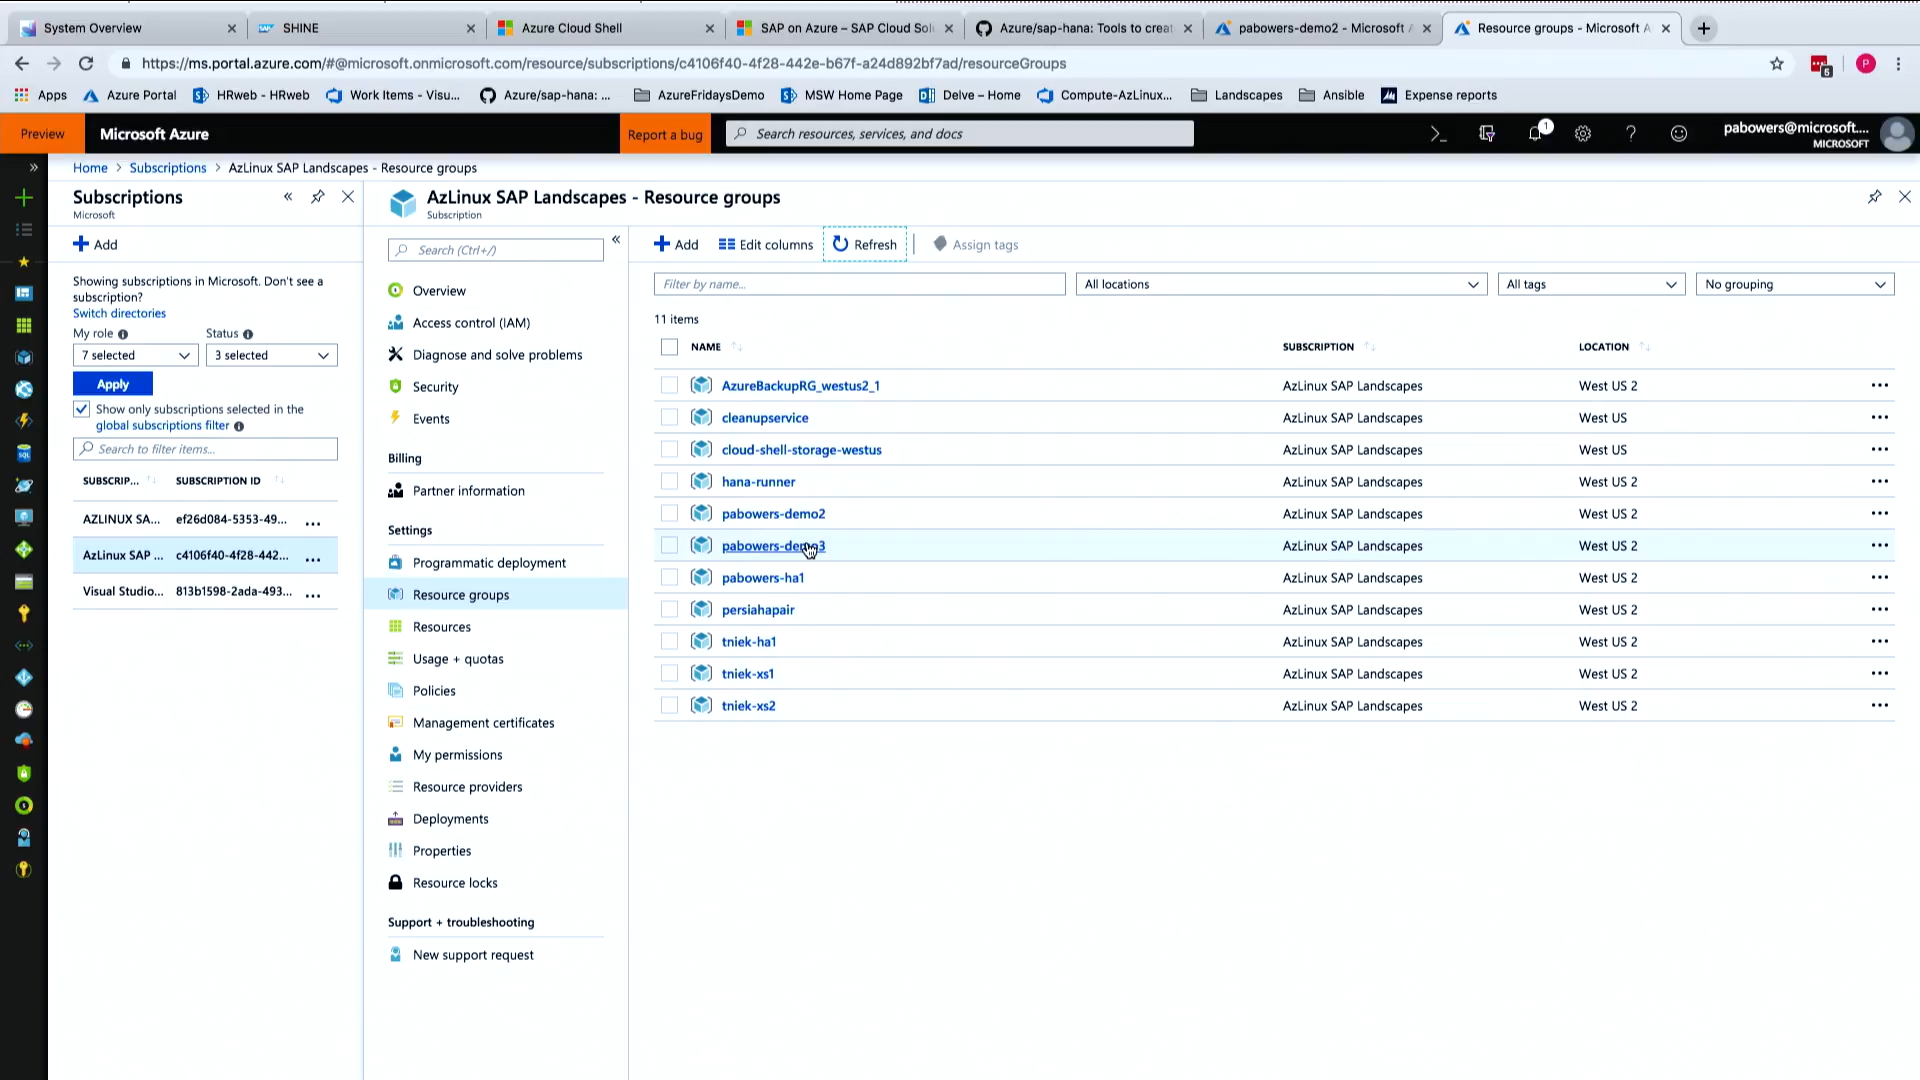 System Overview
SHINE
Azure Cloud Shell
SAP on Azure – SAP Cloud Sol
Azure/sap-hana: Tools to creat
pabowers-demo2 - Microsoft A
Resource groups - Microsoft A
https://ms.portal.azure.com/#@microsoft.onmicrosoft.com/resource/subscriptions/c4106f40-4f28-442e-b67f-a24d892bf7ad/resourceGroups
5
P
Apps
Azure Portal
HRweb - HRweb
Work Items - Visu...
Azure/sap-hana: ...
AzureFridaysDemo
MSW Home Page
Delve – Home
Compute-AzLinux...
Landscapes
Ansible
Expense reports
Preview
Microsoft Azure
Report a bug
Search resources, services, and docs
1
pabowers@microsoft....
MICROSOFT
Home > Subscriptions > AzLinux SAP Landscapes - Resource groups
Subscriptions
Microsoft
Add
Showing subscriptions in Microsoft. Don't see a
subscription?
Switch directories
My role
Status
7 selected
3 selected
Apply
Show only subscriptions selected in the
global subscriptions filter
Search to filter items...
SUBSCRIP...
SUBSCRIPTION ID
AZLINUX SA...
ef26d084-5353-49...
...
AzLinux SAP ...
c4106f40-4f28-442...
...
Visual Studio...
813b1598-2ada-493...
...
AzLinux SAP Landscapes - Resource groups
Subscription
Search (Ctrl+/)
Overview
Access control (IAM)
Diagnose and solve problems
Security
Events
Billing
Partner information
Settings
Programmatic deployment
Resource groups
Resources
Usage + quotas
Policies
Management certificates
My permissions
Resource providers
Deployments
Properties
Resource locks
Support + troubleshooting
New support request
Add
Edit columns
Refresh
Assign tags
Filter by name...
All locations
All tags
No grouping
11 items
NAME
SUBSCRIPTION
LOCATION
AzureBackupRG_westus2_1
AzLinux SAP Landscapes
West US 2
cleanupservice
AzLinux SAP Landscapes
West US
cloud-shell-storage-westus
AzLinux SAP Landscapes
West US
hana-runner
AzLinux SAP Landscapes
West US 2
pabowers-demo2
AzLinux SAP Landscapes
West US 2
pabowers-demo3
AzLinux SAP Landscapes
West US 2
pabowers-ha1
AzLinux SAP Landscapes
West US 2
persiahapair
AzLinux SAP Landscapes
West US 2
tniek-ha1
AzLinux SAP Landscapes
West US 2
tniek-xs1
AzLinux SAP Landscapes
West US 2
tniek-xs2
AzLinux SAP Landscapes
West US 2